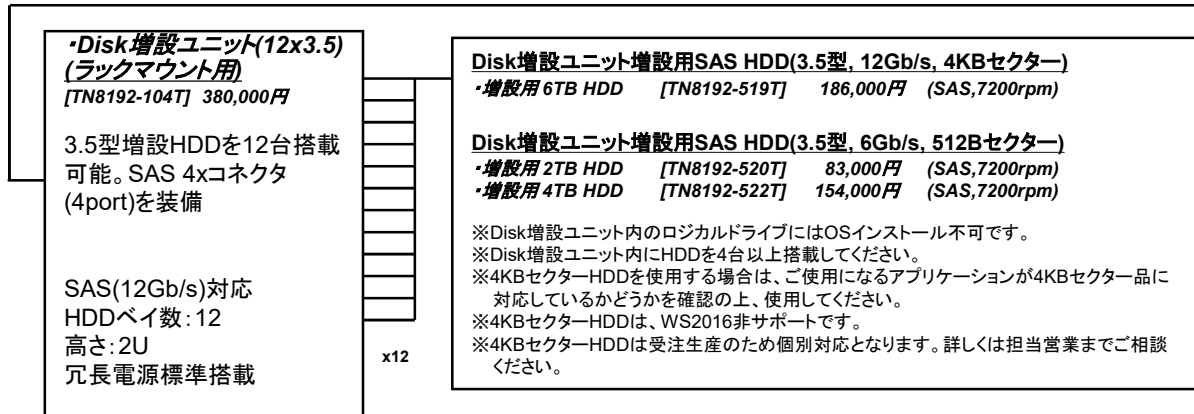 ・Disk増設ユニット(12x3.5)
(ラックマウント用)
[TN8192-104T] 380,000円
3.5型増設HDDを12台搭載
可能。SAS 4xコネクタ
(4port)を装備
SAS(12Gb/s)対応
HDDベイ数：12
高さ：2U
冗長電源標準搭載
x12
Disk増設ユニット増設用SAS HDD(3.5型, 12Gb/s, 4KBセクター)
・増設用 6TB HDD [TN8192-519T] 186,000円 (SAS,7200rpm)
Disk増設ユニット増設用SAS HDD(3.5型, 6Gb/s, 512Bセクター)
・増設用 2TB HDD [TN8192-520T] 83,000円 (SAS,7200rpm)
・増設用 4TB HDD [TN8192-522T] 154,000円 (SAS,7200rpm)
※Disk増設ユニット内のロジカルドライブにはOSインストール不可です。
※Disk増設ユニット内にHDDを4台以上搭載してください。
※4KBセクターHDDを使用する場合は、ご使用になるアプリケーションが4KBセクター品に
対応しているかどうかを確認の上、使用してください。
※4KBセクターHDDは、WS2016非サポートです。
※4KBセクターHDDは受注生産のため個別対応となります。詳しくは担当営業までご相談
ください。